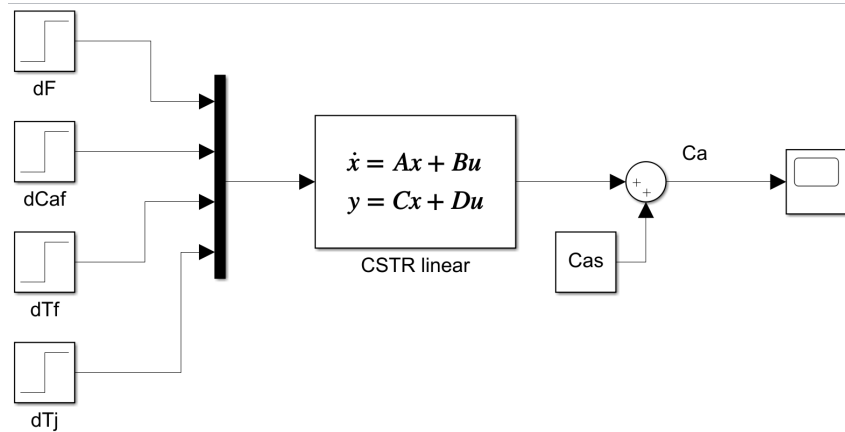 dF
dCaf
dTf
dTj
ẋ = Ax + Bu
y = Cx + Du
CSTR linear
+
+
Ca
Cas